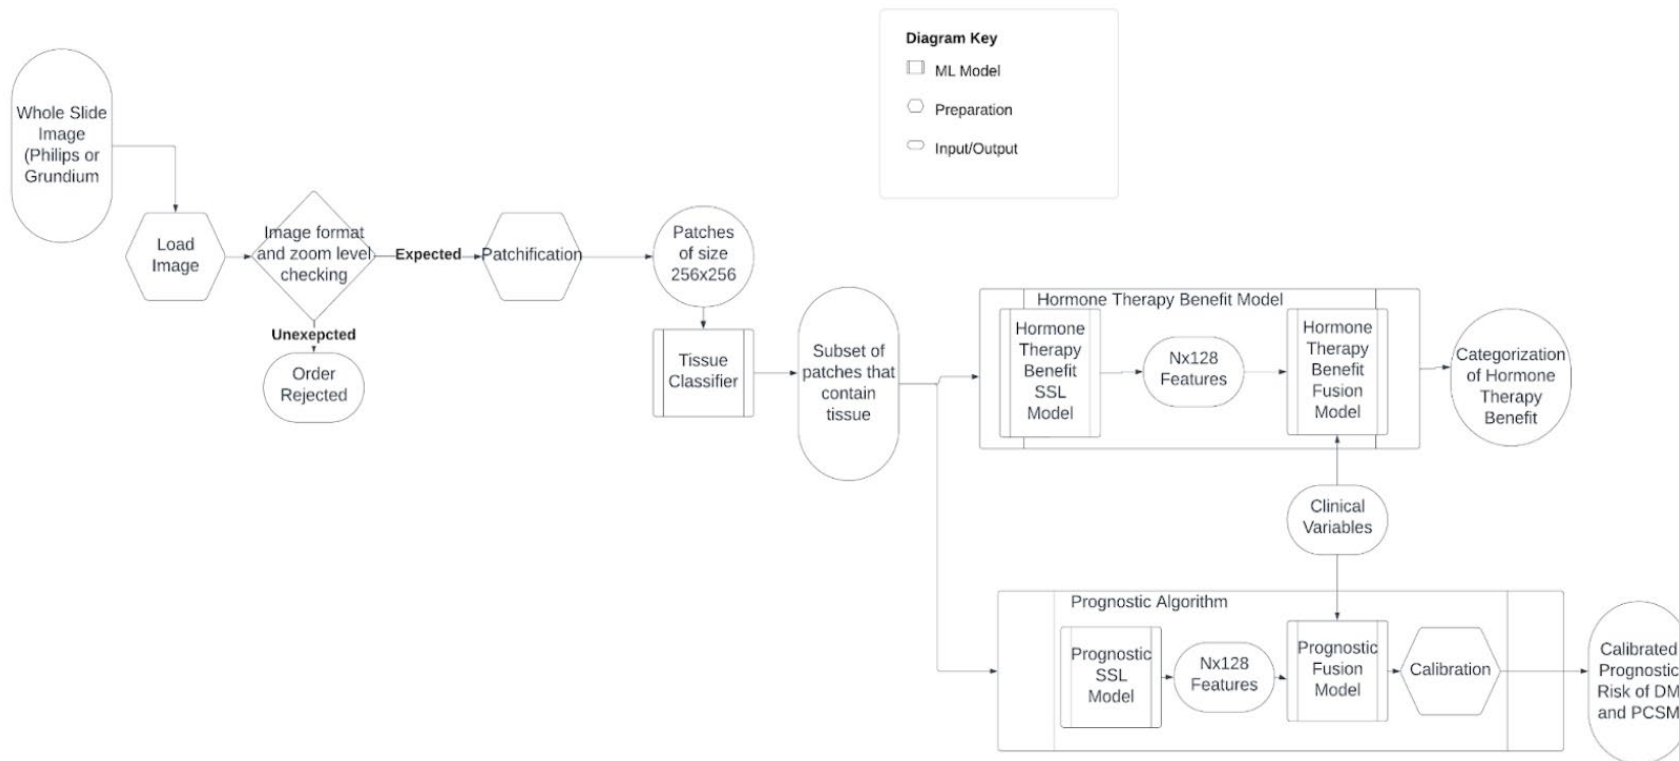 Diagram Key
ML Model
Preparation
Input/Output
Whole Slide
Image
(Philips or
Grundium
Load
Image
Image format
and zoom level
checking
Expected
Unexepcted
Order
Rejected
Patchification
Patches
of size
256x256
Tissue
Classifier
Subset of
patches that
contain
tissue
Hormone Therapy Benefit Model
Hormone
Therapy
Benefit
SSL
Model
Nx128
Features
Hormone
Therapy
Benefit
Fusion
Model
Categorization
of Hormone
Therapy
Benefit
Clinical
Variables
Prognostic Algorithm
Prognostic
SSL
Model
Nx128
Features
Prognostic
Fusion
Model
Calibration
Calibrated
Prognostic
Risk of DM
and PCSM